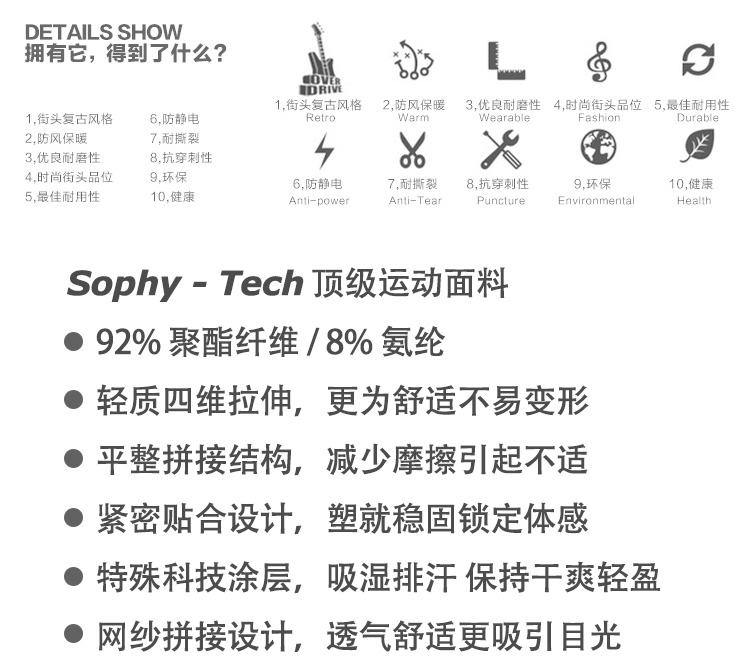 DETAILS SHOW
拥有它，得到了什么?
1,街头复古风格
2,防风保暖
3,优良耐磨性
4,时尚街头品位
5,最佳耐用性
6,防静电
7,耐撕裂
8,抗穿刺性
9,环保
10,健康
OVER
DRIVE
1,街头复古风格 2,防风保暖 3,优良耐磨性 4,时尚街头品位 5,最佳耐用性
Retro Warm Wearable Fashion Durable
6,防静电 7,耐撕裂 8,抗穿刺性 9,环保 10,健康
Anti-power Anti-Tear Puncture Environmental Health
Sophy - Tech 顶级运动面料
● 92% 聚酯纤维 / 8% 氨纶
● 轻质四维拉伸，更为舒适不易变形
● 平整拼接结构，减少摩擦引起不适
● 紧密贴合设计，塑就稳固锁定体感
● 特殊科技涂层，吸湿排汗 保持干爽轻盈
● 网纱拼接设计，透气舒适更吸引目光